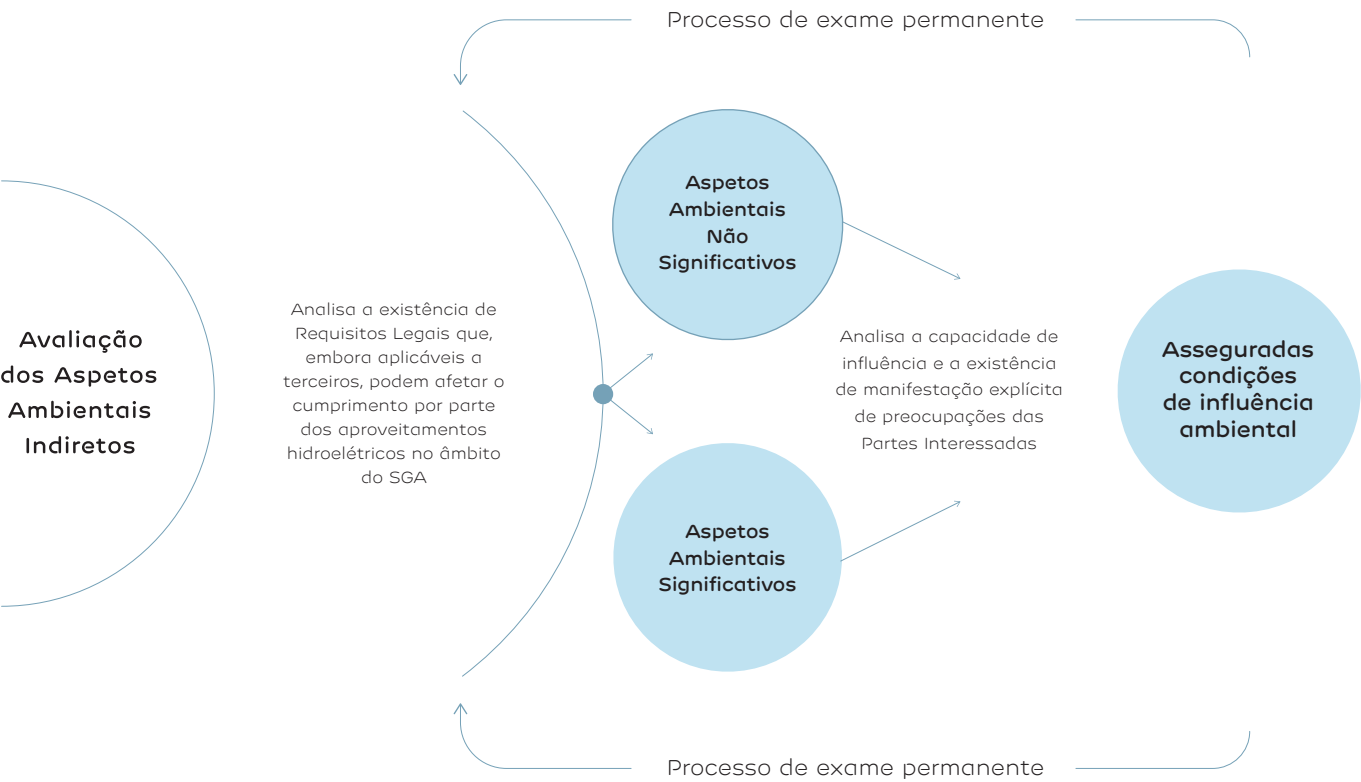 Processo de exame permanente
Avaliação
dos Aspetos
Ambientais
Indiretos
Analisa a existência de
Requisitos Legais que,
embora aplicáveis a
terceiros, podem afetar o
cumprimento por parte
dos aproveitamentos
hidroelétricos no âmbito
do SGA
Aspetos
Ambientais
Não
Significativos
Aspetos
Ambientais
Significativos
Analisa a capacidade de
influência e a existência
de manifestação explícita
de preocupações das
Partes Interessadas
Asseguradas
condições
de influência
ambiental
Processo de exame permanente